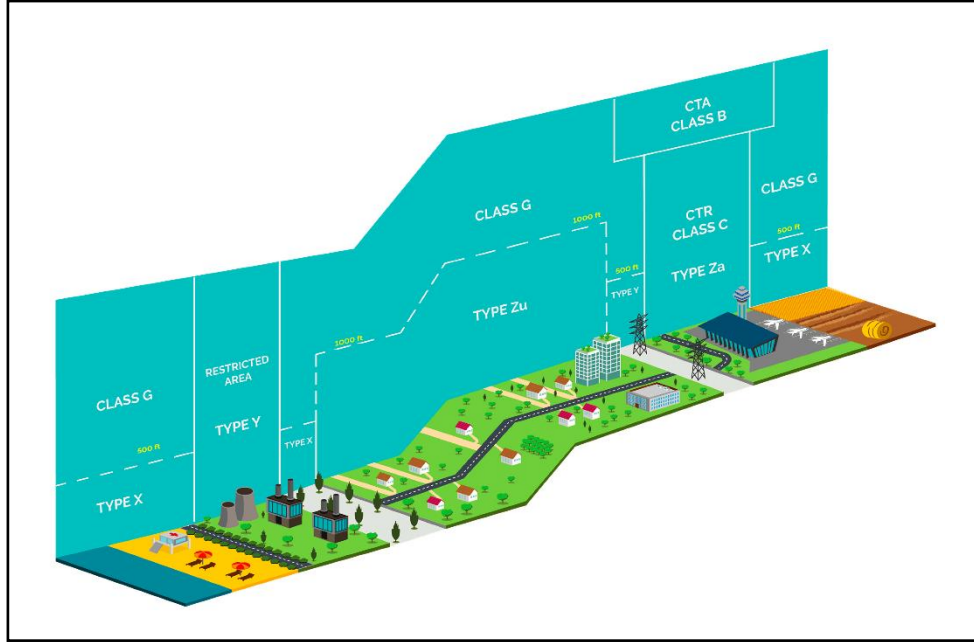 CTA
CLASS B
CLASS G
CLASS G
1000 ft
CTR
CLASS C
500 ft
500 ft
TYPE X
TYPE Za
TYPE Y
TYPE Zu
1000 ft
RESTRICTED
AREA
CLASS G
TYPE Y
TYPE X
500 ft
TYPE X